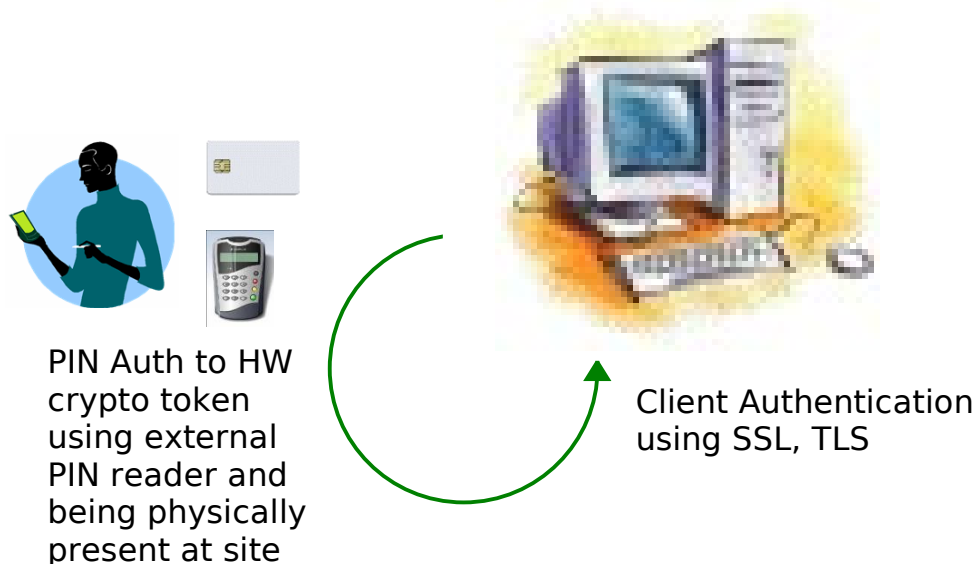 PIN Auth to HW
crypto token
using external
PIN reader and
being physically
present at site
Client Authentication
using SSL, TLS